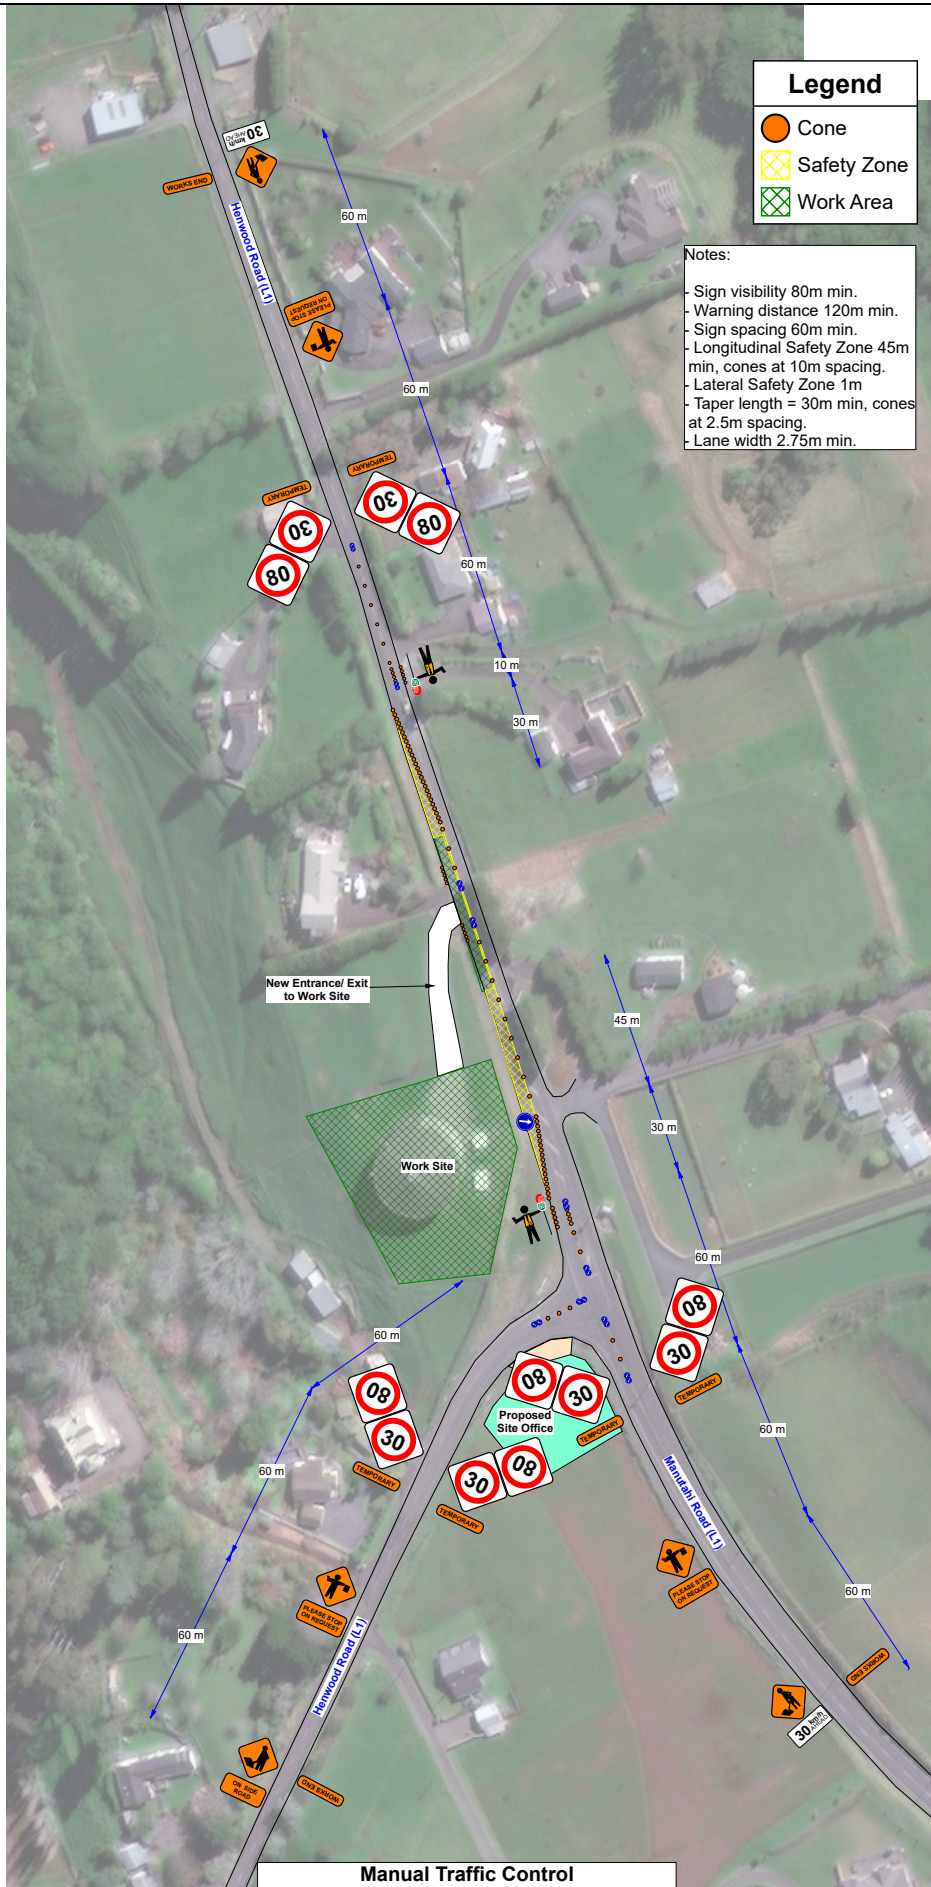 Legend
Cone
Safety Zone
Work Area
Notes:
- Sign visibility 80m min.
- Warning distance 120m min.
- Sign spacing 60m min.
- Longitudinal Safety Zone 45m
min, cones at 10m spacing.
- Lateral Safety Zone 1m
- Taper length = 30m min, cones
at 2.5m spacing.
- Lane width 2.75m min.
30 km/h
AHEAD
WORKS END
Henwood Road (L1)
60 m
PLEASE STOP
ON REQUEST
60 m
TEMPORARY
30
80
TEMPORARY
30
80
60 m
10 m
30 m
New Entrance/ Exit
to Work Site
45 m
30 m
Work Site
60 m
80
30
TEMPORARY
60 m
80
30
TEMPORARY
80
30
TEMPORARY
Proposed
Site Office
30
80
TEMPORARY
60 m
60 m
Manutahi Road (L1)
PLEASE STOP
ON REQUEST
PLEASE STOP
ON REQUEST
60 m
60 m
Henwood Road (L1)
WORKS END
30 km/h
AHEAD
ON SIDE
ROAD
WORKS END
Manual Traffic Control